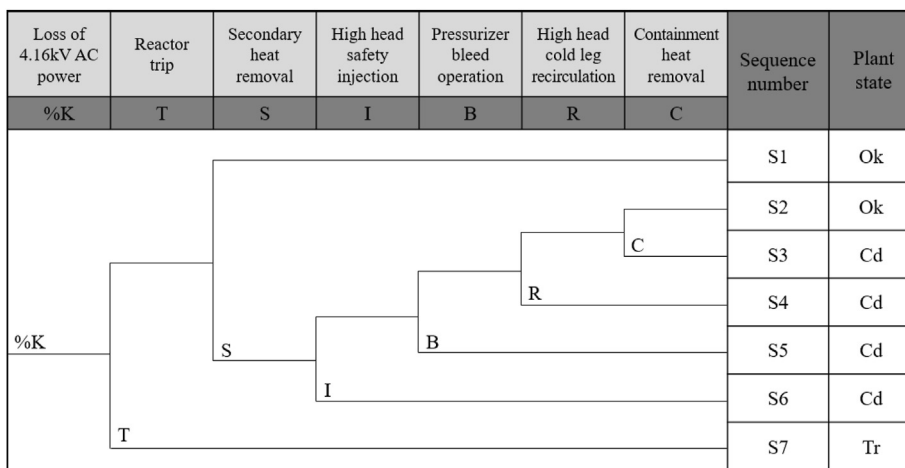 Loss of
4.16kV AC
power
Reactor
trip
Secondary
heat
removal
High head
safety
injection
Pressurizer
bleed
operation
High head
cold leg
recirculation
Containment
heat
removal
Sequence
number
Plant
state
%K
T
S
I
B
R
C
S1
Ok
S2
Ok
C
S3
Cd
R
S4
Cd
%K
S
B
S5
Cd
I
S6
Cd
T
S7
Tr